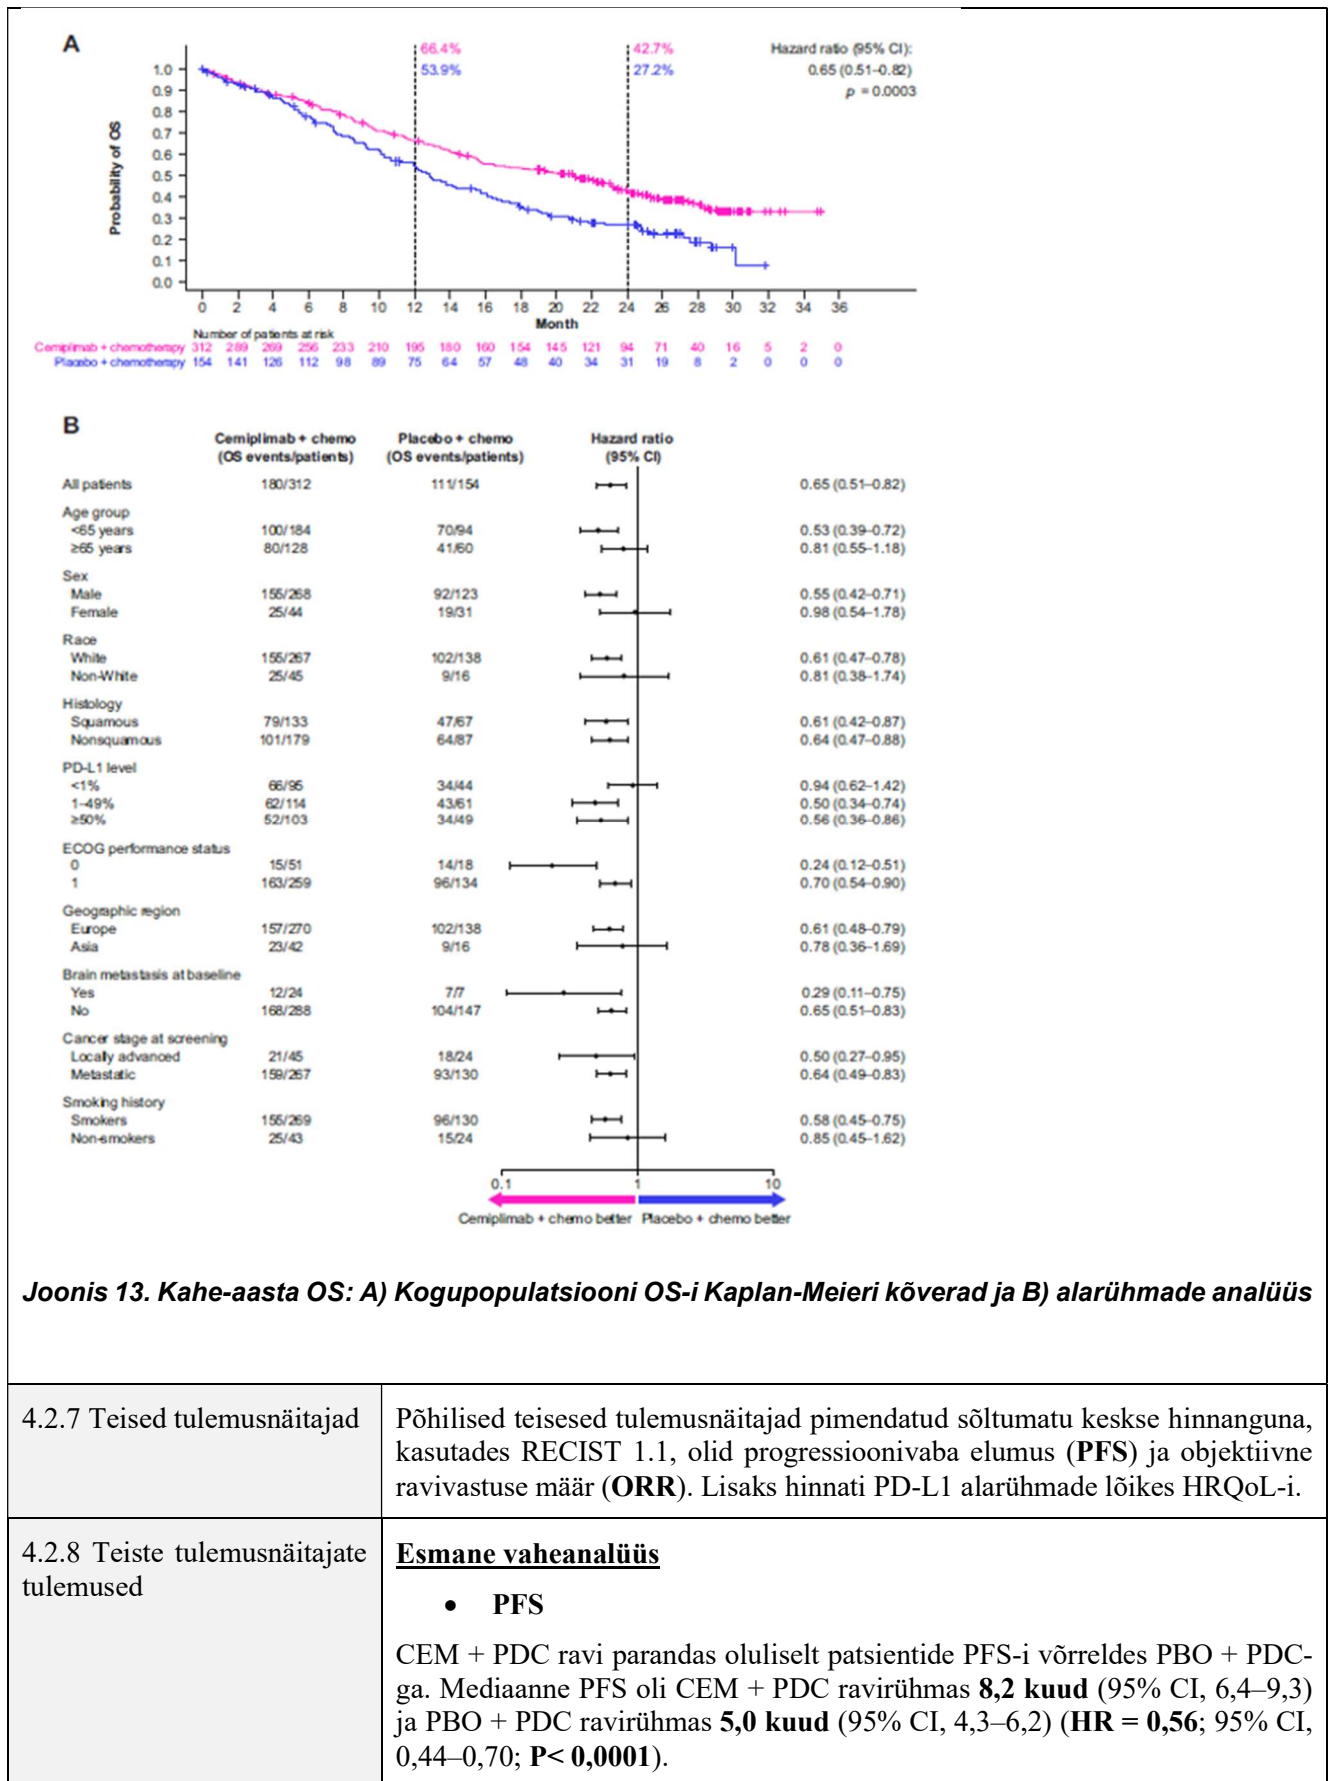 A
66.4%
53.9%
42.7%
27.2%
Hazard ratio (95% CI):
0.65 (0.51–0.82)
p = 0.0003
Probability of OS
1.0
0.9
0.8
0.7
0.6
0.5
0.4
0.3
0.2
0.1
0.0
0 2 4 6 8 10 12 14 16 18 20 22 24 26 28 30 32 34 36
Month
Number of patients at risk
Cemiplimab + chemotherapy 312 289 269 256 233 210 195 180 160 154 145 121 94 71 40 16 5 2 0
Placebo + chemotherapy 154 141 126 112 98 89 75 64 57 48 40 34 31 19 8 2 0 0 0
B
Cemiplimab + chemo (OS events/patients) Placebo + chemo (OS events/patients) Hazard ratio (95% CI)
All patients 180/312 111/154 0.65 (0.51–0.82)
Age group
<65 years 100/184 70/94 0.53 (0.39–0.72)
≥65 years 80/128 41/60 0.81 (0.55–1.18)
Sex
Male 155/268 92/123 0.55 (0.42–0.71)
Female 25/44 19/31 0.98 (0.54–1.78)
Race
White 155/267 102/138 0.61 (0.47–0.78)
Non-White 25/45 9/16 0.81 (0.38–1.74)
Histology
Squamous 79/133 47/67 0.61 (0.42–0.87)
Nonsquamous 101/179 64/87 0.64 (0.47–0.88)
PD-L1 level
<1% 66/95 34/44 0.94 (0.62–1.42)
1–49% 62/114 43/61 0.50 (0.34–0.74)
≥50% 52/103 34/49 0.56 (0.36–0.86)
ECOG performance status
0 15/51 14/18 0.24 (0.12–0.51)
1 163/259 96/134 0.70 (0.54–0.90)
Geographic region
Europe 157/270 102/138 0.61 (0.48–0.79)
Asia 23/42 9/16 0.78 (0.36–1.69)
Brain metastasis at baseline
Yes 12/24 7/7 0.29 (0.11–0.75)
No 168/288 104/147 0.65 (0.51–0.83)
Cancer stage at screening
Locally advanced 21/45 18/24 0.50 (0.27–0.95)
Metastatic 159/267 93/130 0.64 (0.49–0.83)
Smoking history
Smokers 155/269 96/130 0.58 (0.45–0.75)
Non-smokers 25/43 15/24 0.85 (0.45–1.62)
0.1 1 10
Cemiplimab + chemo better Placebo + chemo better
Joonis 13. Kahe-aasta OS: A) Kogupopulatsiooni OS-i Kaplan-Meieri kõverad ja B) alarühmade analüüs
4.2.7 Teised tulemusnäitajad
Põhilised teisesed tulemusnäitajad pimendatud sõltumatu keskse hinnanguna,
kasutades RECIST 1.1, olid progressioonivaba elumus (PFS) ja objektiivne
ravivastuse määr (ORR). Lisaks hinnati PD-L1 alarühmade lõikes HRQoL-i.
4.2.8 Teiste tulemusnäitajate
tulemused
Esmane vaheanalüüs
• PFS
CEM + PDC ravi parandas oluliselt patsientide PFS-i võrreldes PBO + PDC-
ga. Mediaanne PFS oli CEM + PDC ravirühmas 8,2 kuud (95% CI, 6,4–9,3)
ja PBO + PDC ravirühmas 5,0 kuud (95% CI, 4,3–6,2) (HR = 0,56; 95% CI,
0,44–0,70; P< 0,0001).